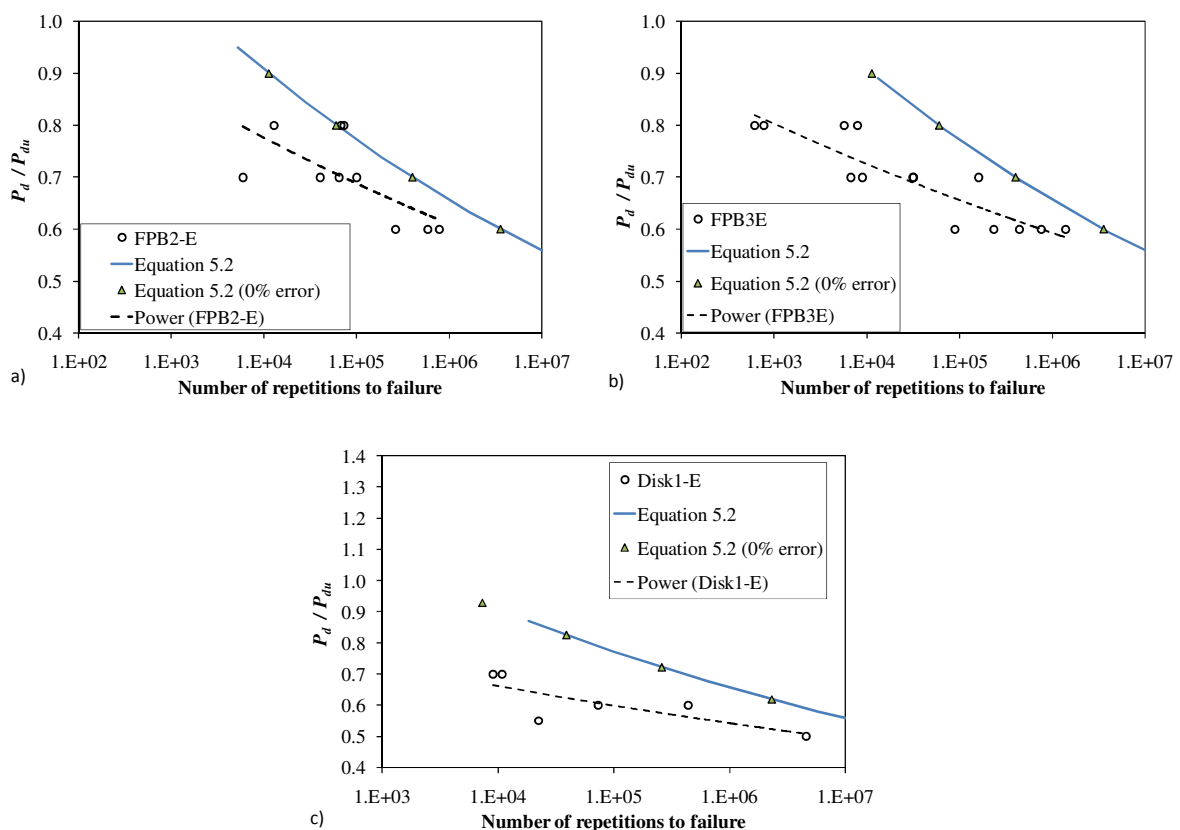 1.0
0.9
0.8
0.7
0.6
0.5
0.4
P_d / P_du
FPB2-E
Equation 5.2
Equation 5.2 (0% error)
Power (FPB2-E)
1.E+02 1.E+03 1.E+04 1.E+05 1.E+06 1.E+07
a)
Number of repetitions to failure
1.0
0.9
0.8
0.7
0.6
0.5
0.4
P_d / P_du
FPB3E
Equation 5.2
Equation 5.2 (0% error)
Power (FPB3E)
1.E+02 1.E+03 1.E+04 1.E+05 1.E+06 1.E+07
b)
Number of repetitions to failure
1.4
1.3
1.2
1.1
1.0
0.9
0.8
0.7
0.6
0.5
0.4
P_d / P_du
Disk1-E
Equation 5.2
Equation 5.2 (0% error)
Power (Disk1-E)
1.E+03 1.E+04 1.E+05 1.E+06 1.E+07
c)
Number of repetitions to failure